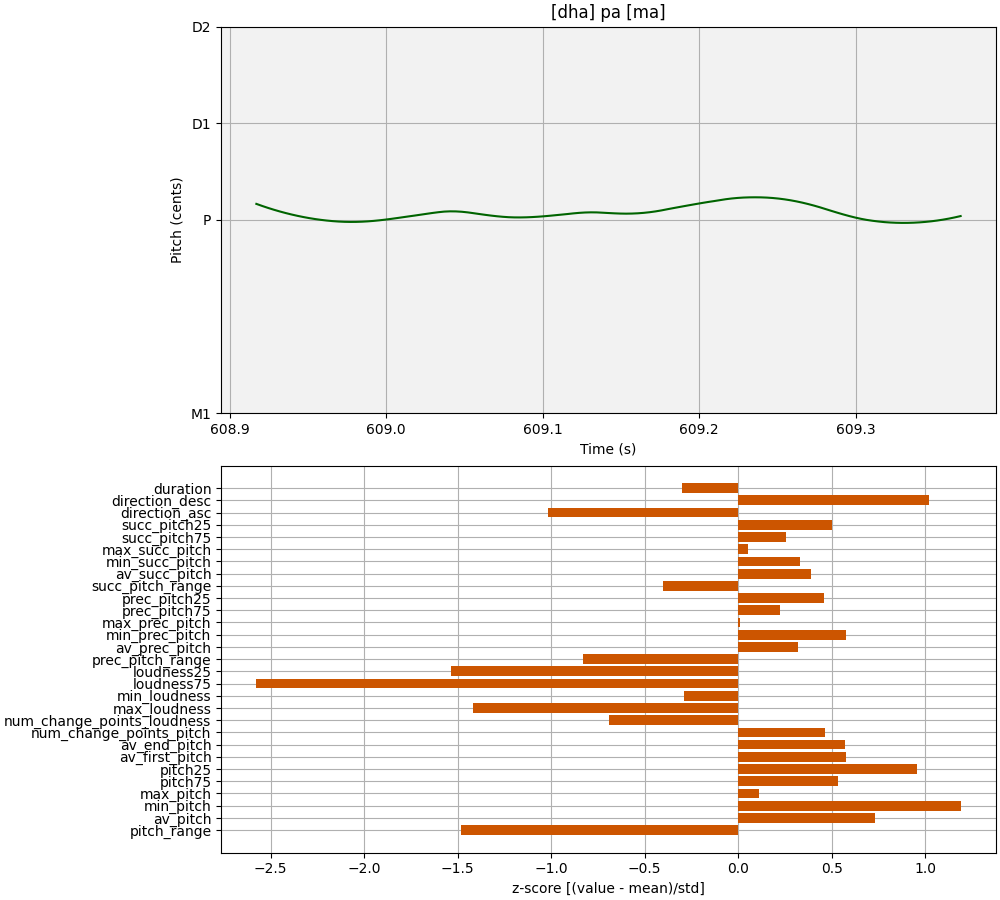 [dha] pa [ma]
D2
D1
P
M1
Pitch (cents)
608.9 609.0 609.1 609.2 609.3
Time (s)
duration
direction_desc
direction_asc
succ_pitch25
succ_pitch75
max_succ_pitch
min_succ_pitch
av_succ_pitch
succ_pitch_range
prec_pitch25
prec_pitch75
max_prec_pitch
min_prec_pitch
av_prec_pitch
prec_pitch_range
loudness25
loudness75
min_loudness
max_loudness
num_change_points_loudness
num_change_points_pitch
av_end_pitch
av_first_pitch
pitch25
pitch75
max_pitch
min_pitch
av_pitch
pitch_range
−2.5 −2.0 −1.5 −1.0 −0.5 0.0 0.5 1.0
z-score [(value - mean)/std]